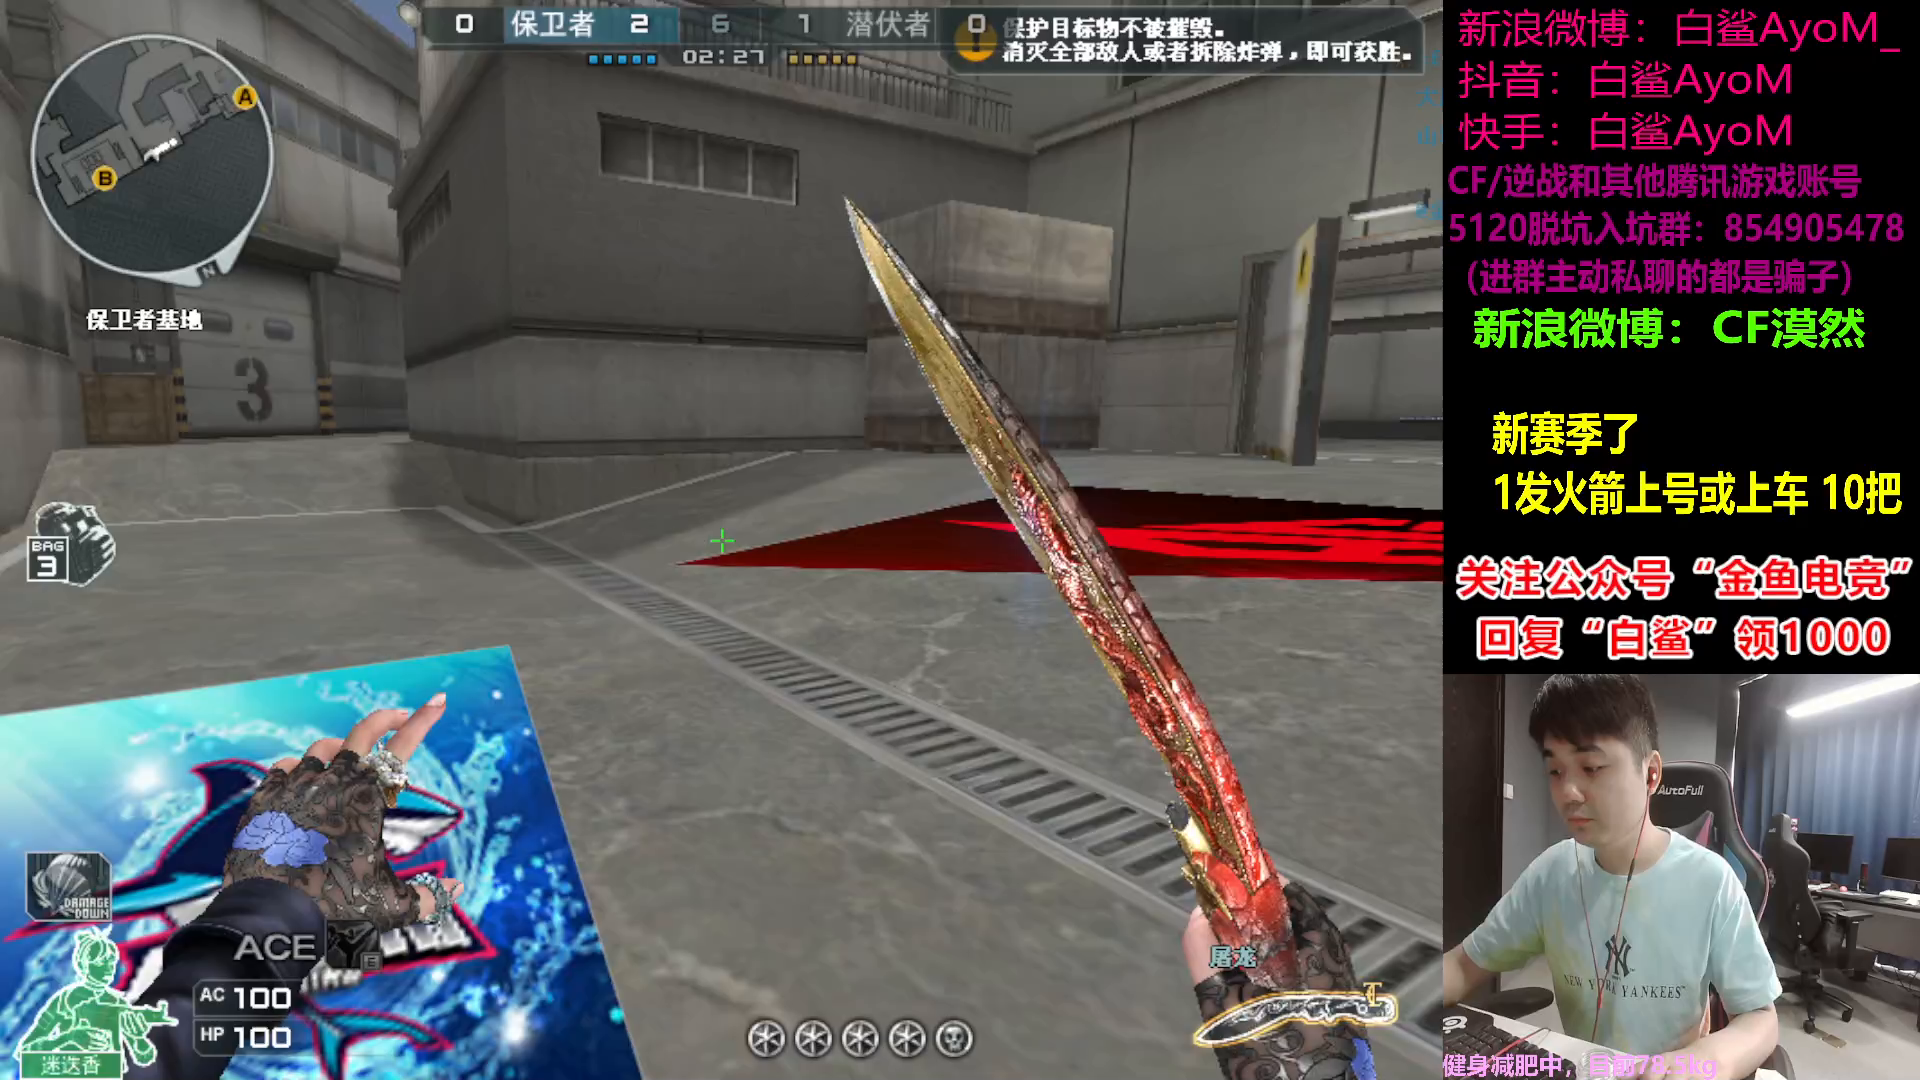 0 保卫者 2 6 1 潜伏者 0
02:27
保护目标物不被摧毁。
消灭全部敌人或者拆除炸弹，即可获胜。
A
B
N
保卫者基地
3
BAG
3
DAMAGE
DOWN
ACE
E
AC 100
HP 100
迷迭香
屠龙
新浪微博：白鲨AyoM_
抖音：白鲨AyoM
快手：白鲨AyoM
CF/逆战和其他腾讯游戏账号
5120脱坑入坑群：854905478
（进群主动私聊的都是骗子）
新浪微博：CF漠然
新赛季了
1发火箭上号或上车 10把
关注公众号“金鱼电竞”
回复“白鲨”领1000
AutoFull
NY
NEW YORK YANKEES
健身减肥中，目前78.5kg